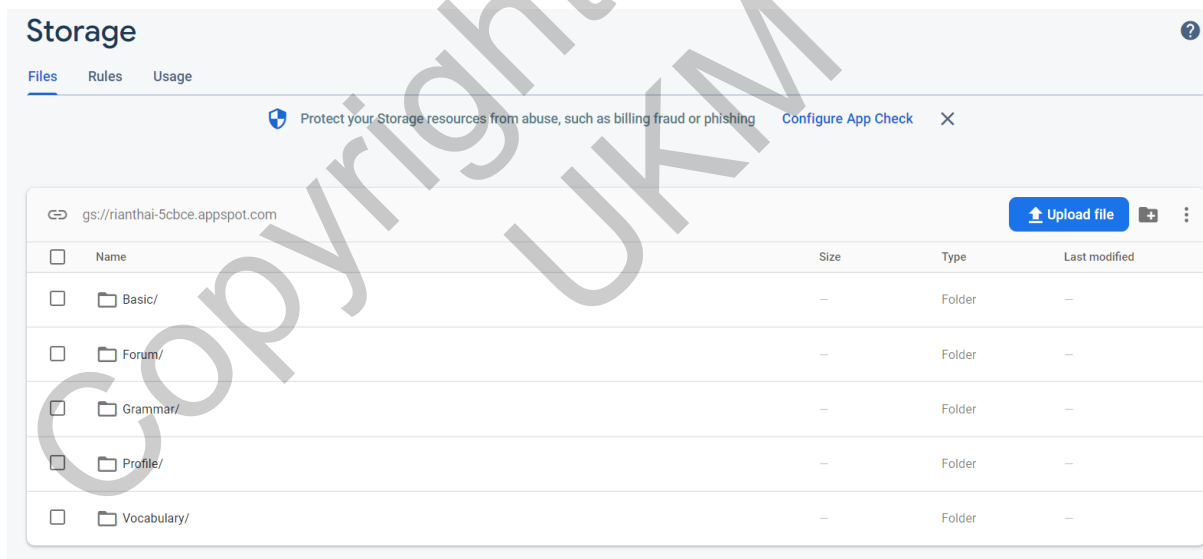 Storage
Files Rules Usage
Protect your Storage resources from abuse, such as billing fraud or phishing Configure App Check
gs://rianthai-5cbce.appspot.com Upload file
Name Size Type Last modified
Basic/ — Folder —
Forum/ — Folder —
Grammar/ — Folder —
Profile/ — Folder —
Vocabulary/ — Folder —
Copyright
UKM